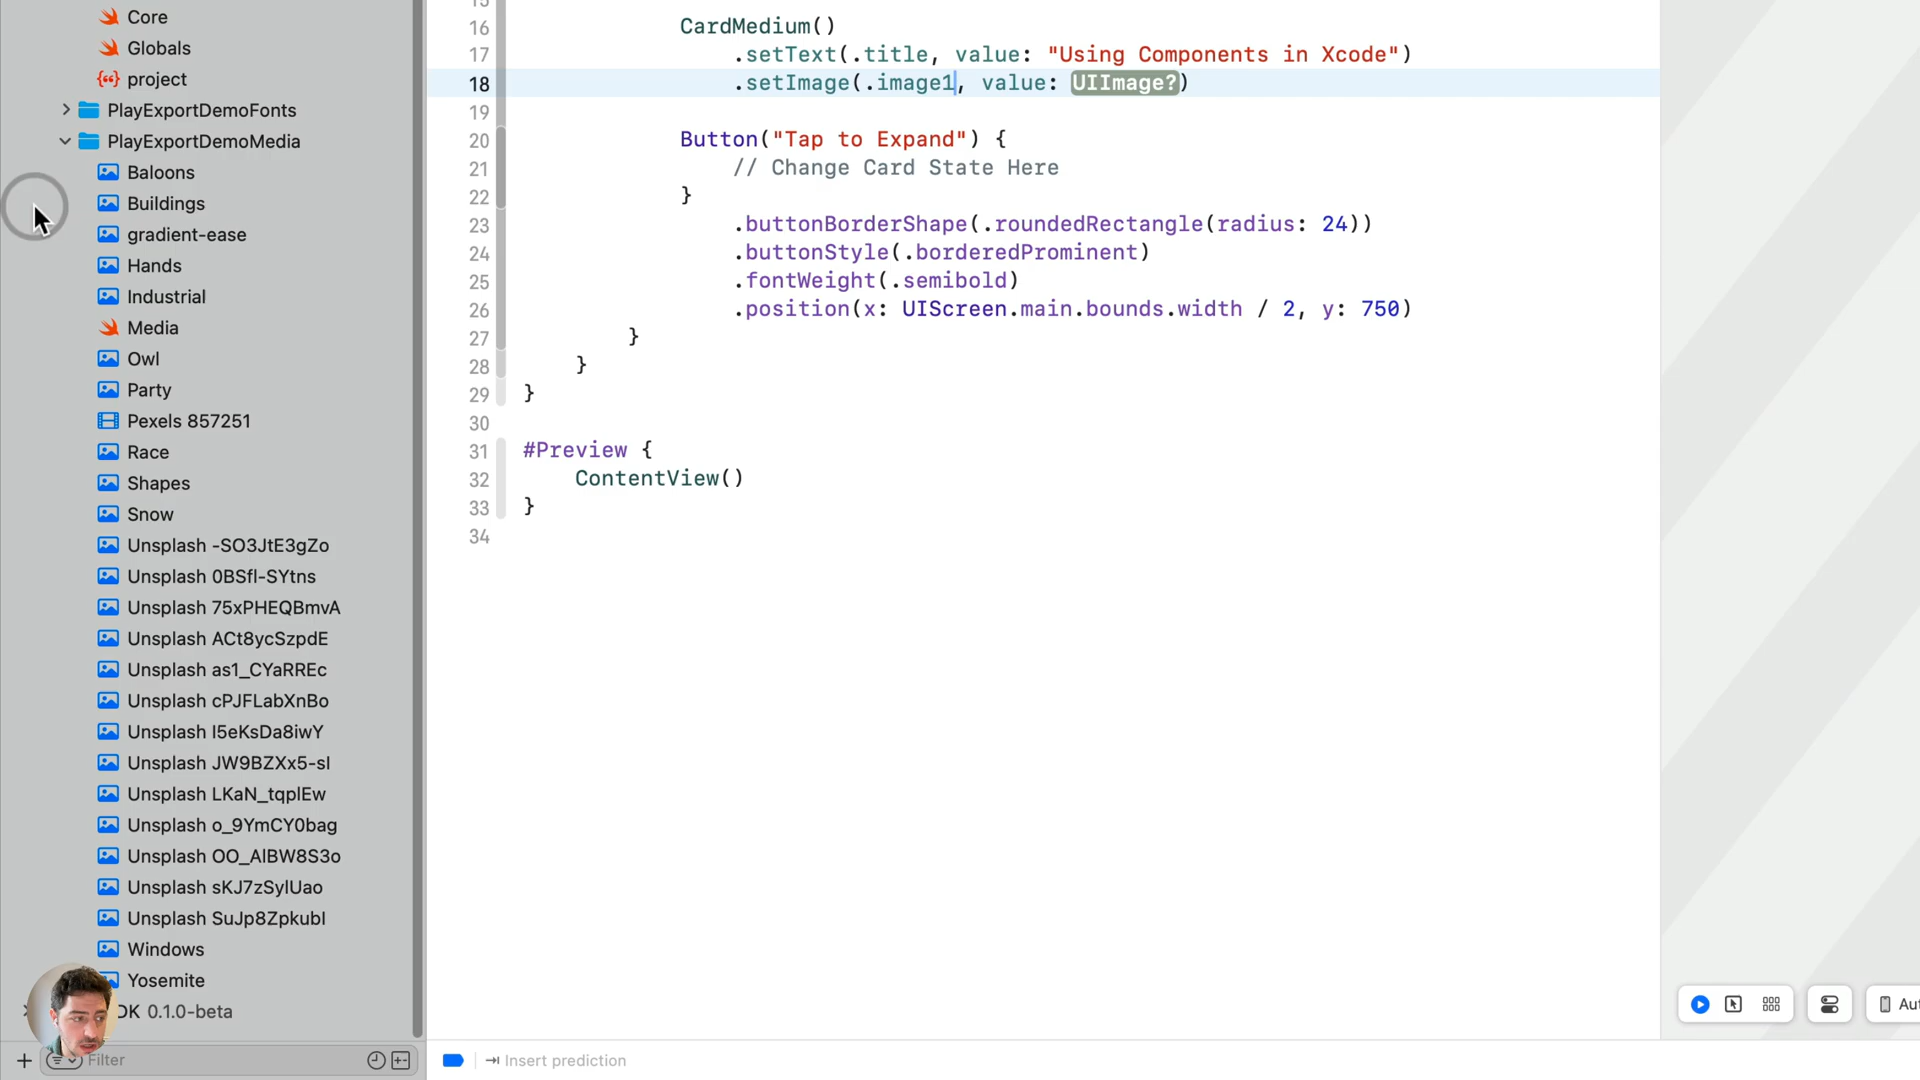 Core
Globals
project
PlayExportDemoFonts
PlayExportDemoMedia
Baloons
Buildings
gradient-ease
Hands
Industrial
Media
Owl
Party
Pexels 857251
Race
Shapes
Snow
Unsplash -SO3JtE3gZo
Unsplash 0BSfl-SYtns
Unsplash 75xPHEQBmvA
Unsplash ACt8ycSzpdE
Unsplash as1_CYaRREc
Unsplash cPJFLabXnBo
Unsplash I5eKsDa8iwY
Unsplash JW9BZXx5-sI
Unsplash LKaN_tqplEw
Unsplash o_9YmCY0bag
Unsplash OO_AlBW8S3o
Unsplash sKJ7zSylUao
Unsplash SuJp8ZpkubI
Windows
Yosemite
DK 0.1.0-beta
Filter
15
16 CardMedium()
17 .setText(.title, value: "Using Components in Xcode")
18 .setImage(.image1, value: UIImage?)
19
20 Button("Tap to Expand") {
21 // Change Card State Here
22 }
23 .buttonBorderShape(.roundedRectangle(radius: 24))
24 .buttonStyle(.borderedProminent)
25 .fontWeight(.semibold)
26 .position(x: UIScreen.main.bounds.width / 2, y: 750)
27 }
28 }
29 }
30
31 #Preview {
32 ContentView()
33 }
34
Insert prediction
Aut